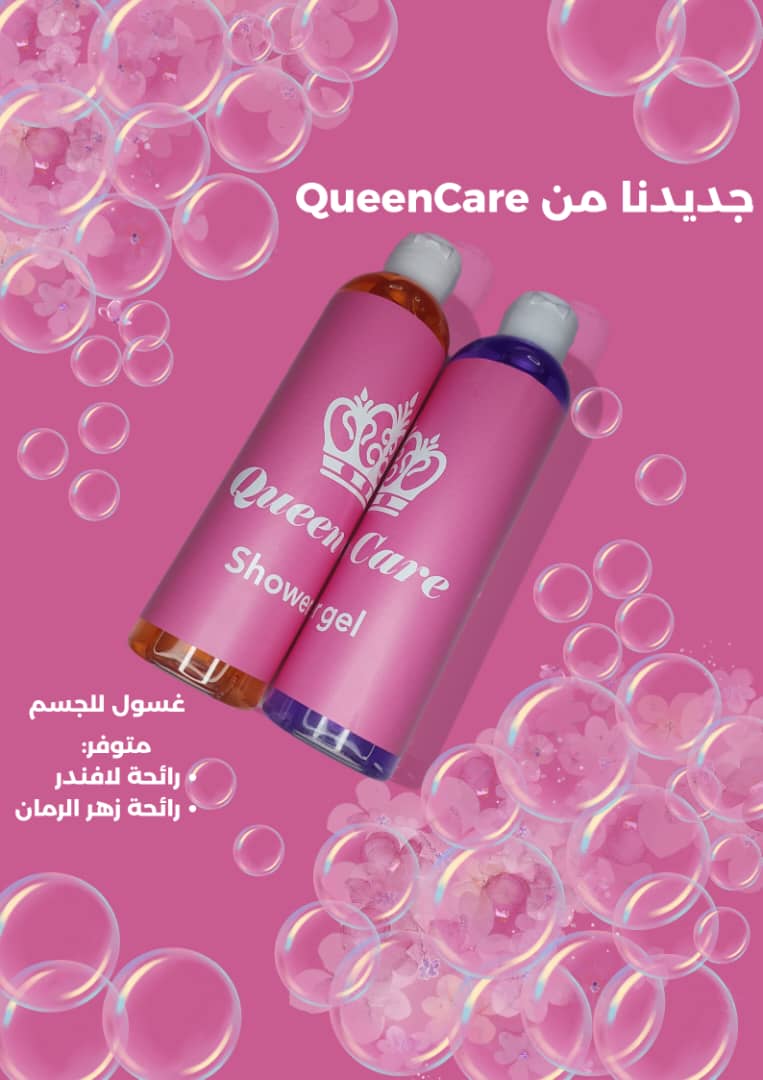 جديدنا من QueenCare
Queen Care
Shower gel
غسول للجسم
متوفر:
• رائحة لافندر
• رائحة زهر الرمان